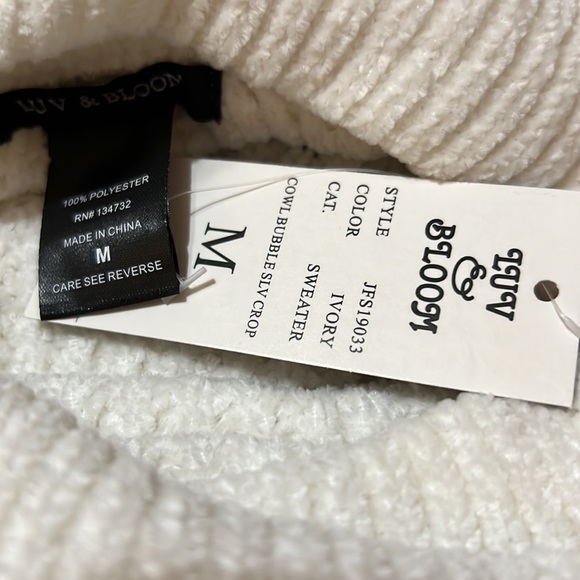 LUV & BLOOM
100% POLYESTER
RN# 134732
MADE IN CHINA
M
CARE SEE REVERSE
LUV
&
BLOOM
STYLE JFS19033
COLOR IVORY
CAT. SWEATER
COWL BUBBLE SLV CROP
M